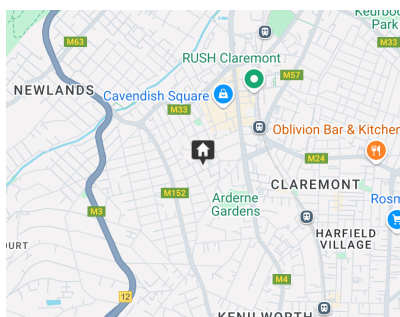 Keurboo
Park
M63
M33
RUSH Claremont
M57
NEWLANDS
Cavendish Square
M33
Oblivion Bar & Kitchen
M24
CLAREMONT
M152
Arderne
Gardens
Rosm
M3
HARFIELD
VILLAGE
OURT
M4
12
KENILWORTH